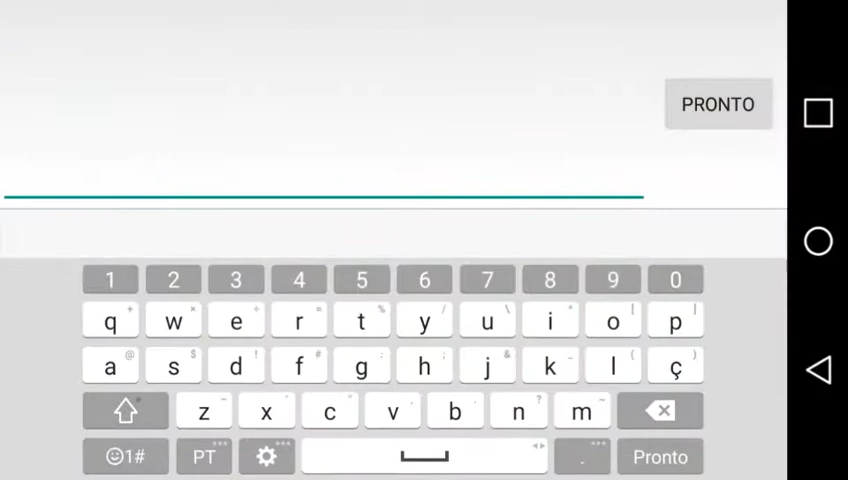 PRONTO
1 2 3 4 5 6 7 8 9 0
q + w × e ÷ r = t % y / u \ i * o [ p ]
a @ s $ d ! f # g : h ; j & k _ l ( ç )
z x c v b n ? m
☺1# PT . Pronto